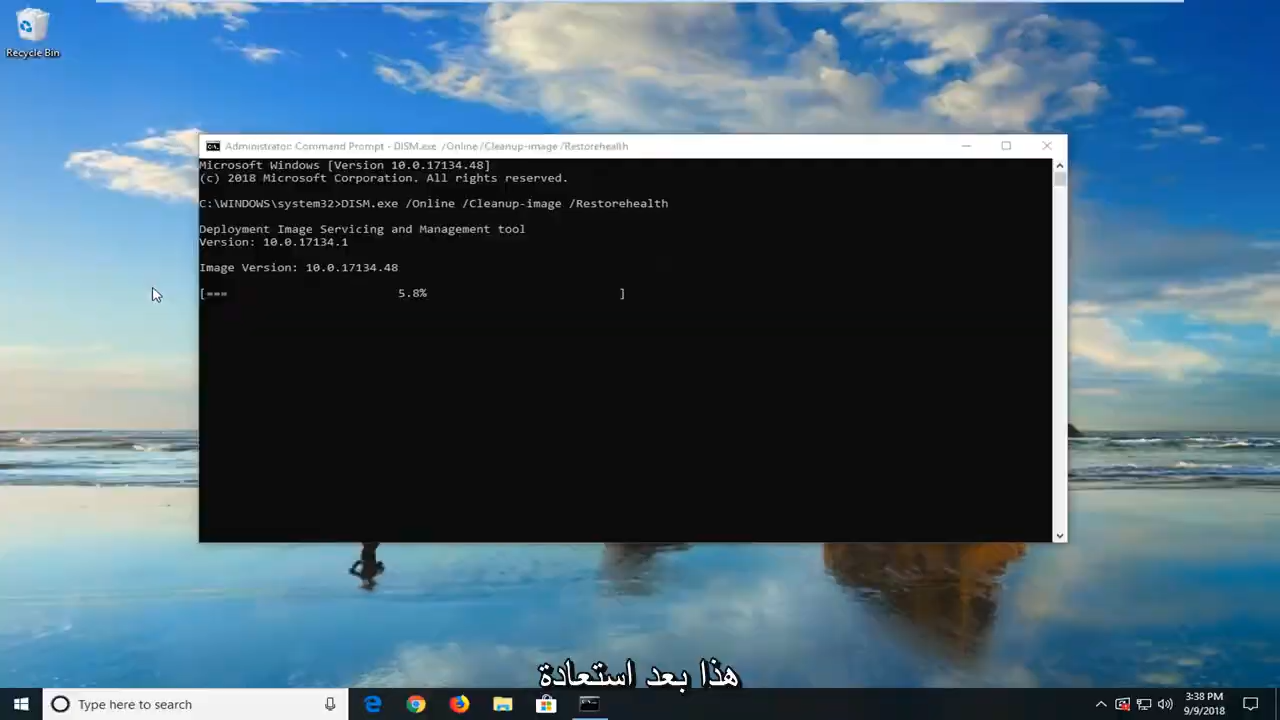 Recycle Bin
Administrator: Command Prompt - DISM.exe  /Online /Cleanup-image /Restorehealth
Microsoft Windows [Version 10.0.17134.48]
(c) 2018 Microsoft Corporation. All rights reserved.
C:\WINDOWS\system32>DISM.exe /Online /Cleanup-image /Restorehealth
Deployment Image Servicing and Management tool
Version: 10.0.17134.1
Image Version: 10.0.17134.48
[===                        5.8%                           ]
هذا بعد استعادة
Type here to search
3:38 PM
9/9/2018